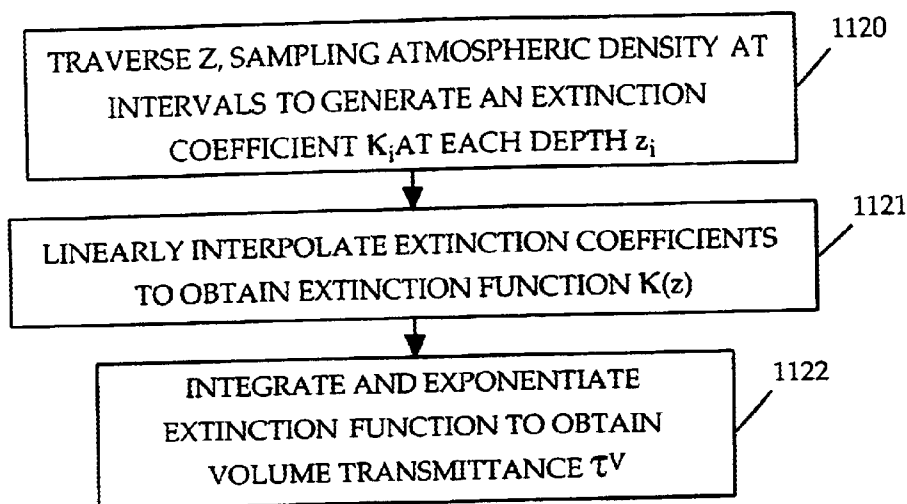 1120
TRAVERSE Z, SAMPLING ATMOSPHERIC DENSITY AT
INTERVALS TO GENERATE AN EXTINCTION
COEFFICIENT Kᵢ AT EACH DEPTH zᵢ
1121
LINEARLY INTERPOLATE EXTINCTION COEFFICIENTS
TO OBTAIN EXTINCTION FUNCTION K(z)
1122
INTEGRATE AND EXPONENTIATE
EXTINCTION FUNCTION TO OBTAIN
VOLUME TRANSMITTANCE τᵛ